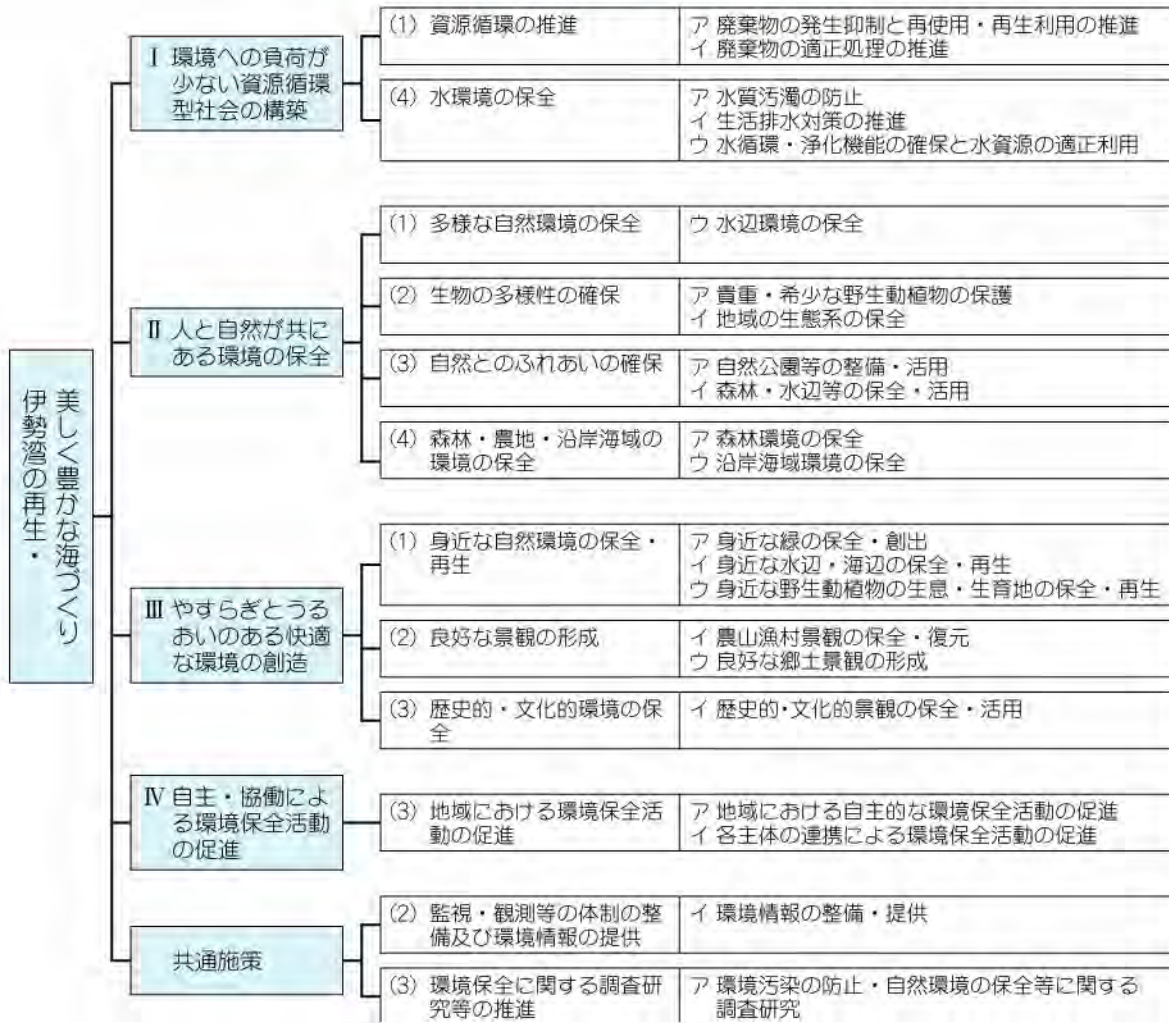 美しく豊かな海づくり
伊勢湾の再生・
Ⅰ 環境への負荷が
少ない資源循環
型社会の構築
(1) 資源循環の推進
ア 廃棄物の発生抑制と再使用・再生利用の推進
イ 廃棄物の適正処理の推進
(4) 水環境の保全
ア 水質汚濁の防止
イ 生活排水対策の推進
ウ 水循環・浄化機能の確保と水資源の適正利用
Ⅱ 人と自然が共に
ある環境の保全
(1) 多様な自然環境の保全
ウ 水辺環境の保全
(2) 生物の多様性の確保
ア 貴重・希少な野生動植物の保護
イ 地域の生態系の保全
(3) 自然とのふれあいの確保
ア 自然公園等の整備・活用
イ 森林・水辺等の保全・活用
(4) 森林・農地・沿岸海域の
環境の保全
ア 森林環境の保全
ウ 沿岸海域環境の保全
Ⅲ やすらぎとうる
おいのある快適
な環境の創造
(1) 身近な自然環境の保全・
再生
ア 身近な緑の保全・創出
イ 身近な水辺・海辺の保全・再生
ウ 身近な野生動植物の生息・生育地の保全・再生
(2) 良好な景観の形成
イ 農山漁村景観の保全・復元
ウ 良好な郷土景観の形成
(3) 歴史的・文化的環境の保
全
イ 歴史的・文化的景観の保全・活用
Ⅳ 自主・協働によ
る環境保全活動
の促進
(3) 地域における環境保全活
動の促進
ア 地域における自主的な環境保全活動の促進
イ 各主体の連携による環境保全活動の促進
共通施策
(2) 監視・観測等の体制の整
備及び環境情報の提供
イ 環境情報の整備・提供
(3) 環境保全に関する調査研
究等の推進
ア 環境汚染の防止・自然環境の保全等に関する
調査研究